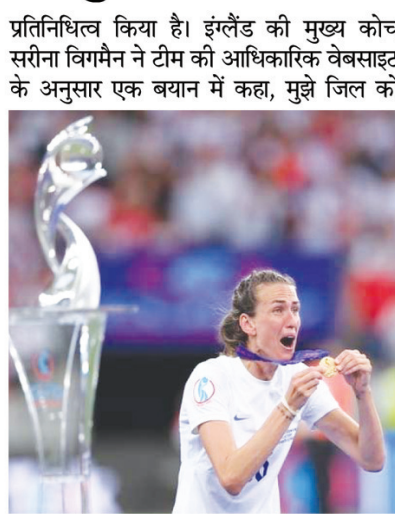 प्रतिनिधित्व किया है। इंग्लैंड की मुख्य कोच
सरीना विगमैन ने टीम की आधिकारिक वेबसाइट
के अनुसार एक बयान में कहा, मुझे जिल को